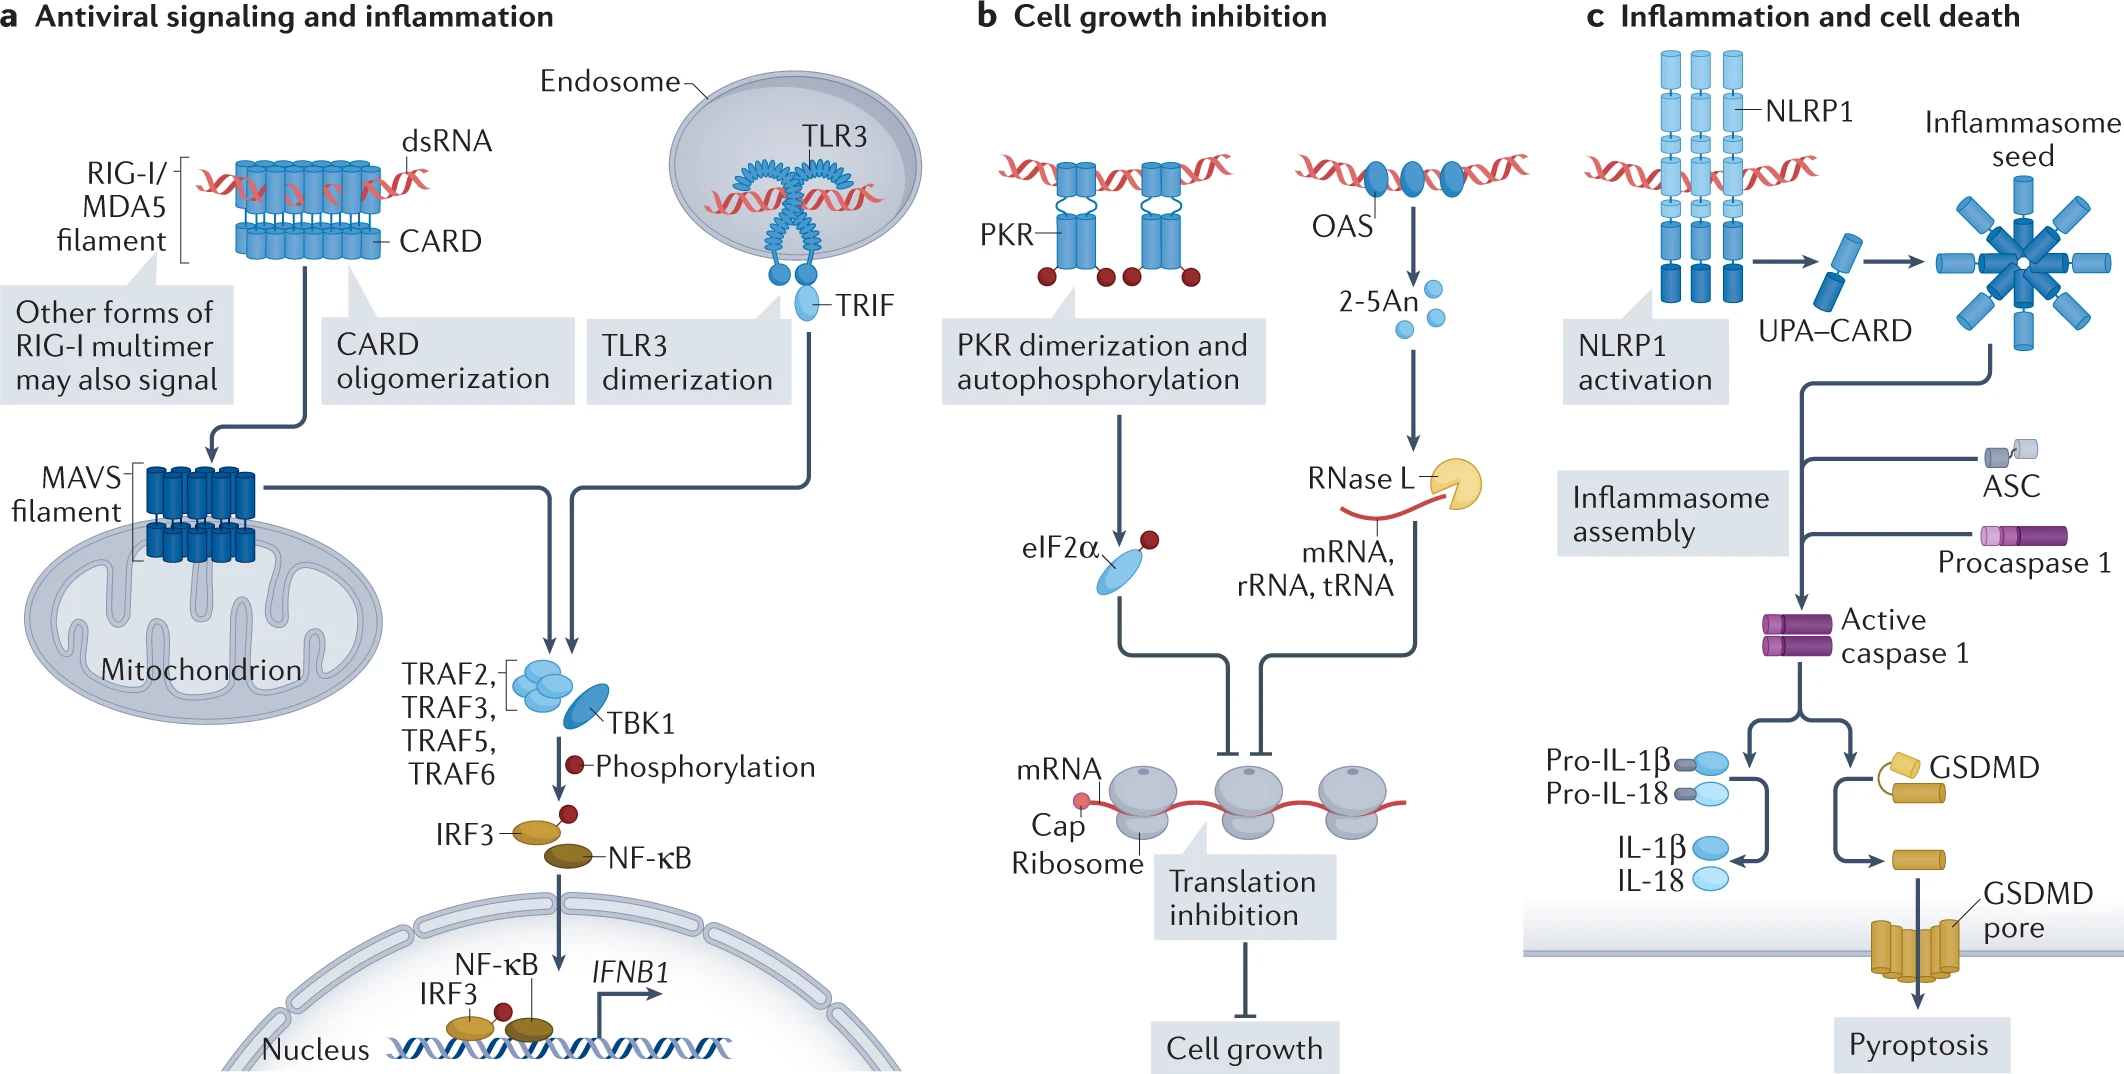 a Antiviral signaling and inflammation
Endosome
TLR3
dsRNA
RIG-I/
MDA5
filament
CARD
TRIF
Other forms of
RIG-I multimer
may also signal
CARD
oligomerization
TLR3
dimerization
MAVS
filament
Mitochondrion
TRAF2,
TRAF3,
TRAF5,
TRAF6
TBK1
Phosphorylation
IRF3
NF-κB
NF-κB
IRF3
IFNB1
Nucleus
b Cell growth inhibition
PKR
OAS
2-5An
PKR dimerization and
autophosphorylation
RNase L
eIF2α
mRNA,
rRNA, tRNA
mRNA
Cap
Ribosome
Translation
inhibition
Cell growth
c Inflammation and cell death
NLRP1
Inflammasome
seed
UPA–CARD
NLRP1
activation
ASC
Inflammasome
assembly
Procaspase 1
Active
caspase 1
Pro-IL-1β
Pro-IL-18
GSDMD
IL-1β
IL-18
GSDMD
pore
Pyroptosis